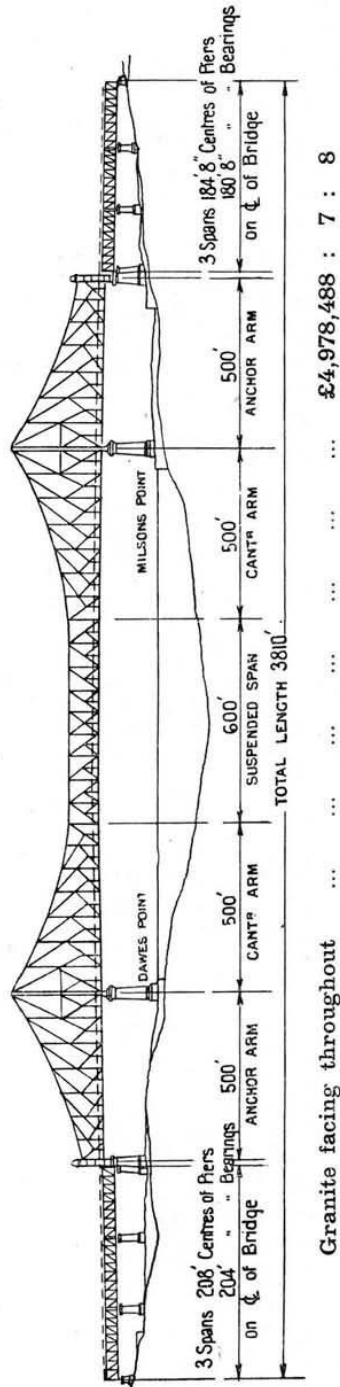 DAWES POINT
MILSONS POINT
3 Spans 208' Centres of Piers
204' " " Bearings
on ℄ of Bridge
500'
ANCHOR ARM
500'
CANTR ARM
600'
SUSPENDED SPAN
500'
CANTR ARM
500'
ANCHOR ARM
3 Spans 184'8" Centres of Piers
180'8" " " Bearings
on ℄ of Bridge
TOTAL LENGTH 3810'
Granite facing throughout ... ... ... ... ... ... £4,978,488 : 7 : 8